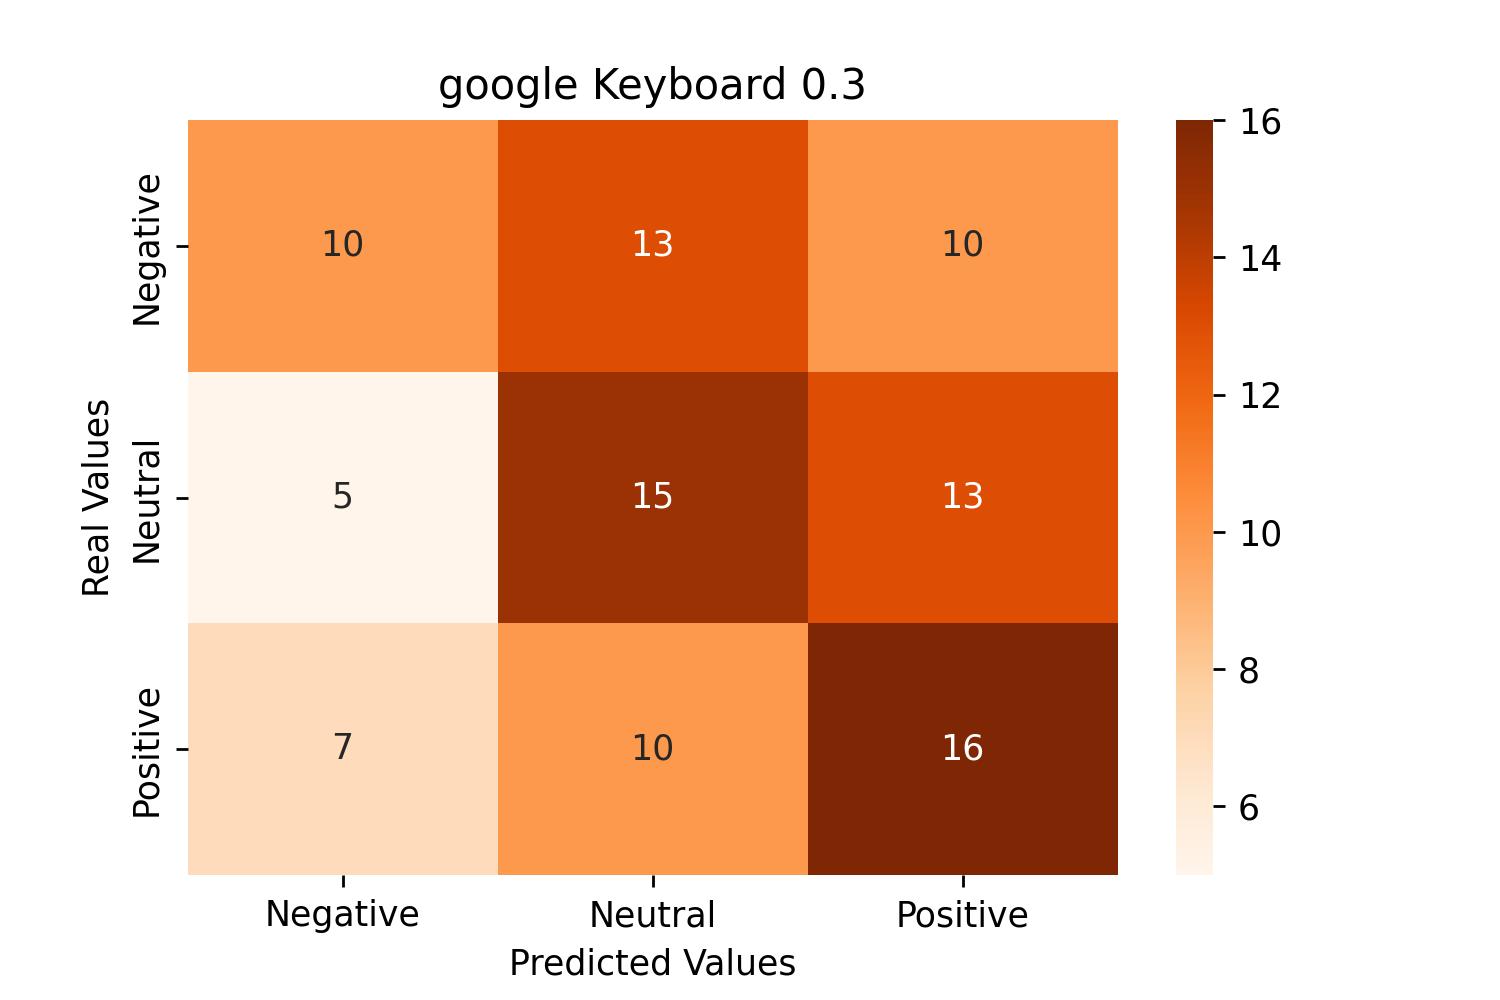 google Keyboard 0.3
Real Values
Negative
10
13
10
Neutral
5
15
13
Positive
7
10
16
Negative
Neutral
Positive
Predicted Values
16
14
12
10
8
6